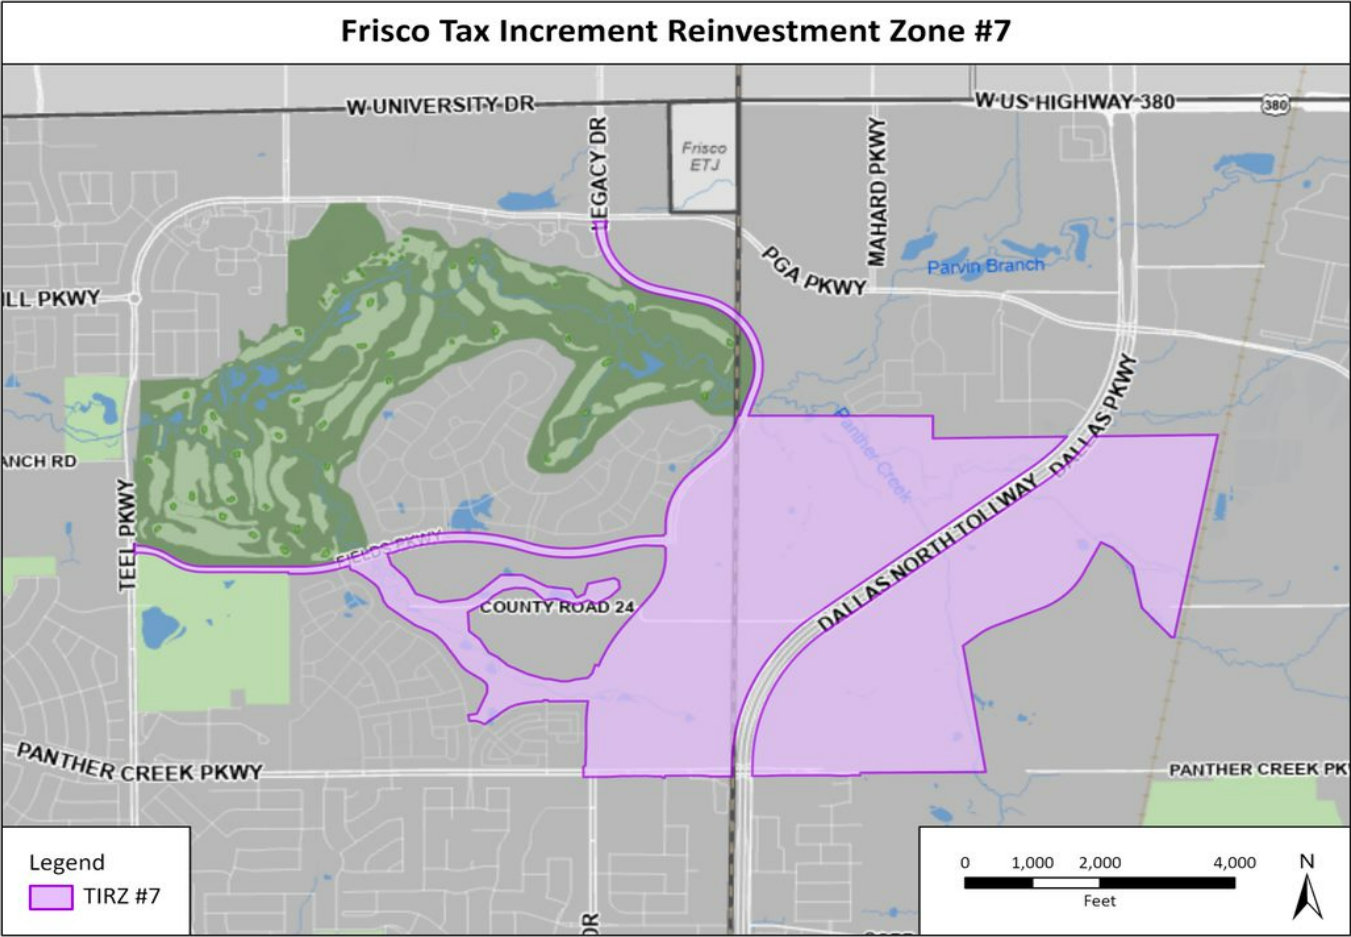 Frisco Tax Increment Reinvestment Zone #7
W UNIVERSITY DR
W US HIGHWAY 380
380
LEGACY DR
Frisco
ETJ
MAHARD PKWY
PGA PKWY
Parvin Branch
ILL PKWY
DALLAS PKWY
Panther Creek
ANCH RD
TEEL PKWY
FIELDS PKWY
DALLAS NORTH TOLLWAY
COUNTY ROAD 24
PANTHER CREEK PKWY
PANTHER CREEK PK
DR
Legend
TIRZ #7
0 1,000 2,000 4,000
Feet
N